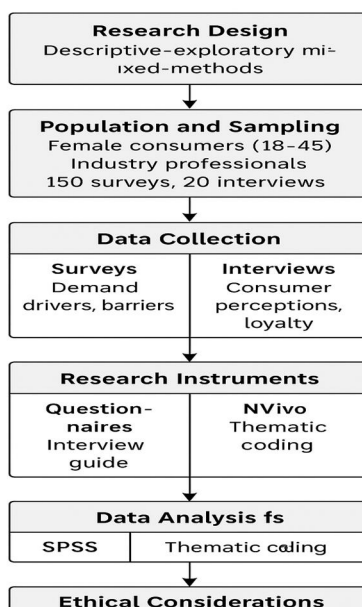 Research Design
Descriptive-exploratory mi-
ixed-methods
Population and Sampling
Female consumers (18-45)
Industry professionals
150 surveys, 20 interviews
Data Collection
Surveys
Demand
drivers, barriers
Interviews
Consumer
perceptions,
loyalty
Research Instruments
Question-
naires
Interview
guide
NVivo
Thematic
coding
Data Analysis fs
SPSS
Thematic coding
Ethical Considerations